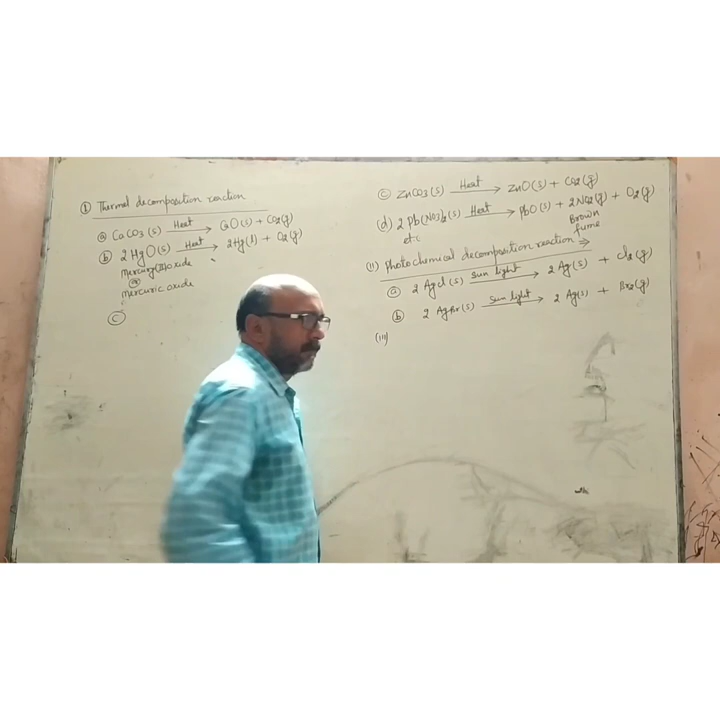 ① Thermal decomposition reaction
ⓐ CaCO3(s) Heat → CaO(s) + CO2(g)
ⓑ 2HgO(s) Heat → 2Hg(l) + O2(g)
Mercury(II)oxide
or
Mercuric oxide
ⓒ
ⓒ ZnCO3(s) Heat → ZnO(s) + CO2(g)
(d) 2Pb(NO3)2(s) Heat → PbO(s) + 2NO2(g) + O2(g)
Brown
fume
etc
(ii) Photochemical decomposition reaction ⇒
ⓐ 2AgCl(s) Sun light → 2Ag(s) + Cl2(g)
ⓑ 2AgBr(s) Sun light → 2Ag(s) + Br2(g)
(iii)